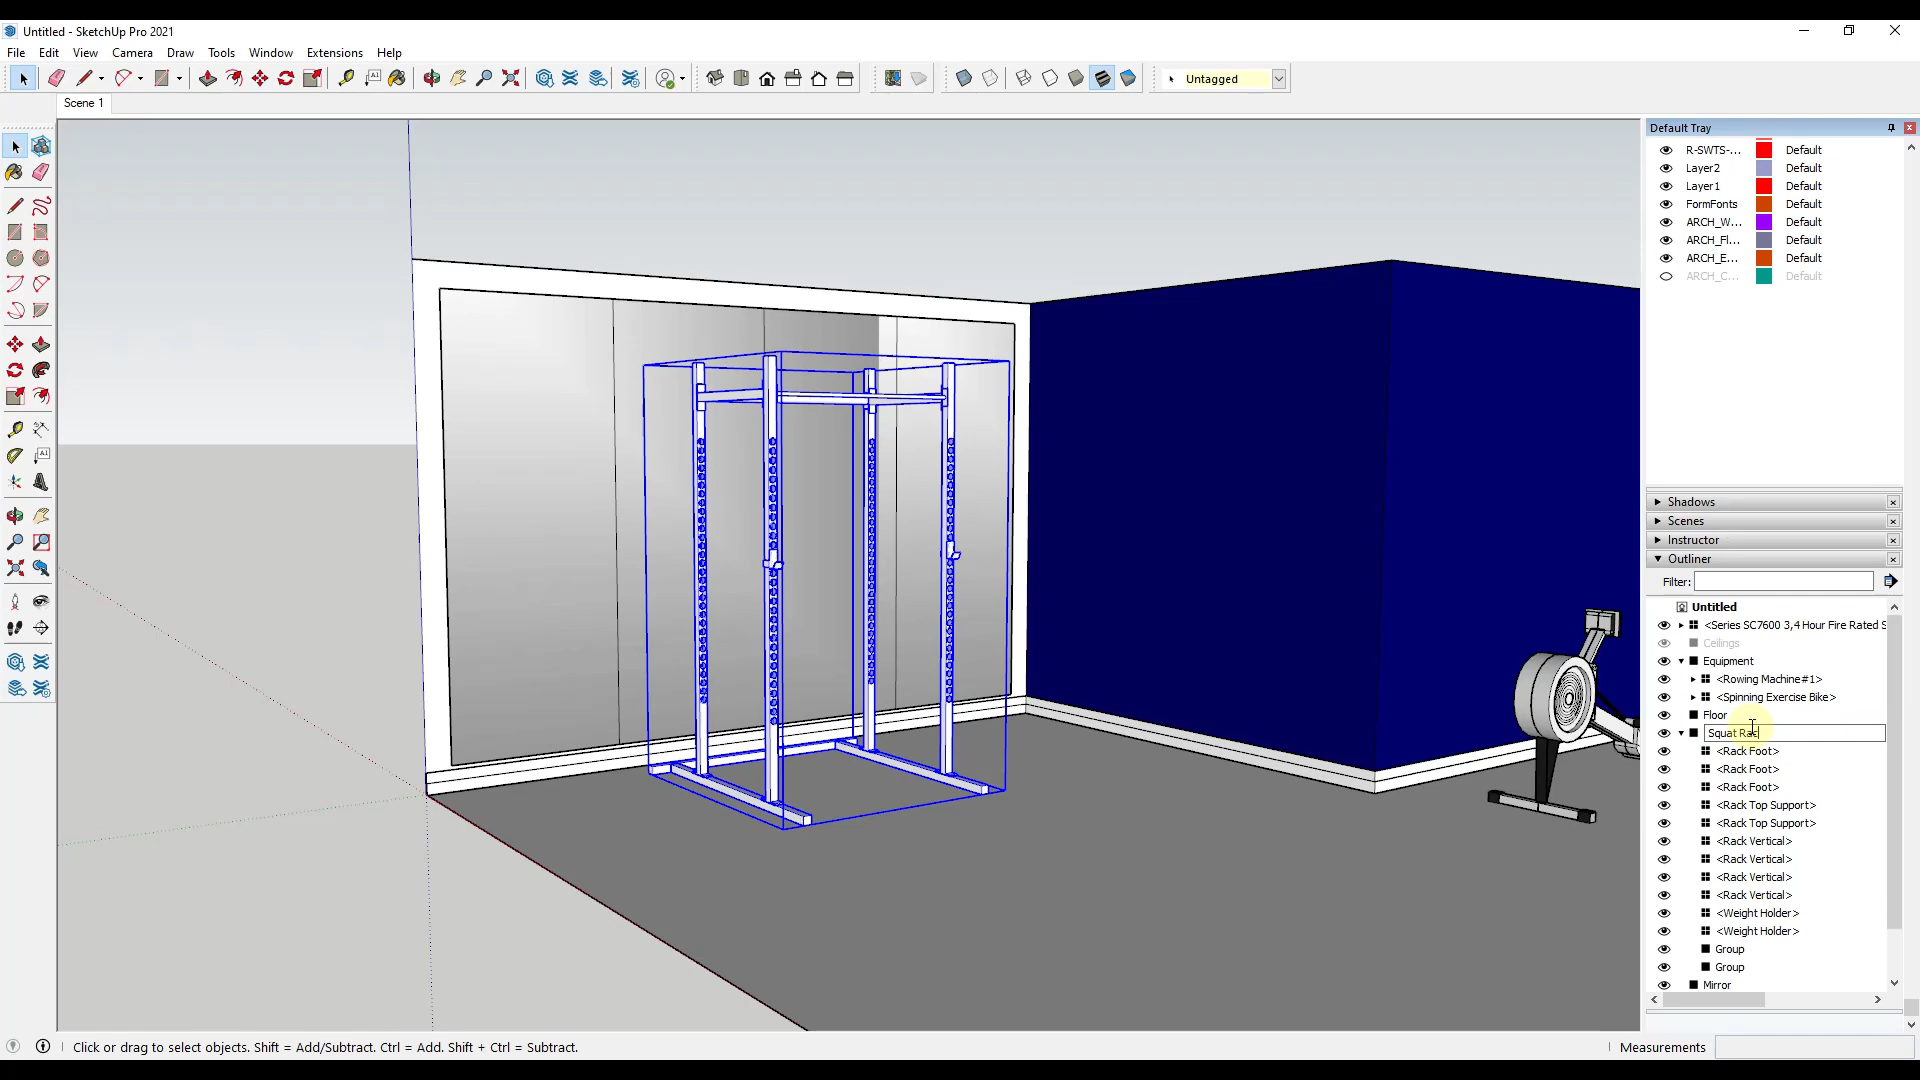 Untitled - SketchUp Pro 2021
File Edit View Camera Draw Tools Window Extensions Help
A1
Untagged
Scene 1
Default Tray
R-SWTS-... Default
Layer2 Default
Layer1 Default
FormFonts Default
ARCH_W... Default
ARCH_Fl... Default
ARCH_E... Default
ARCH_C... Default
A1
Shadows
Scenes
Instructor
Outliner
Filter:
Untitled
<Series SC7600 3,4 Hour Fire Rated S
Ceilings
Equipment
<Rowing Machine#1>
<Spinning Exercise Bike>
Floor
Squat Rac
<Rack Foot>
<Rack Foot>
<Rack Foot>
<Rack Top Support>
<Rack Top Support>
<Rack Vertical>
<Rack Vertical>
<Rack Vertical>
<Rack Vertical>
<Weight Holder>
<Weight Holder>
Group
Group
Mirror
Click or drag to select objects. Shift = Add/Subtract. Ctrl = Add. Shift + Ctrl = Subtract.
Measurements